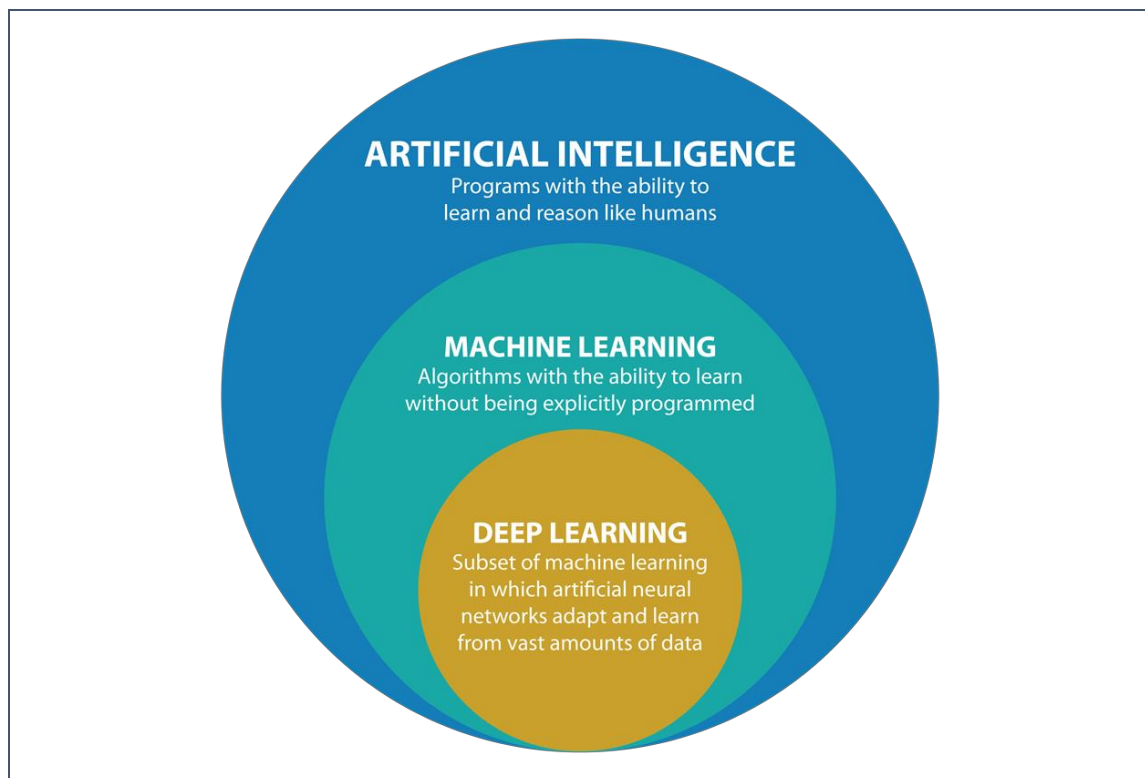 ARTIFICIAL INTELLIGENCE
Programs with the ability to
learn and reason like humans
MACHINE LEARNING
Algorithms with the ability to learn
without being explicitly programmed
DEEP LEARNING
Subset of machine learning
in which artificial neural
networks adapt and learn
from vast amounts of data